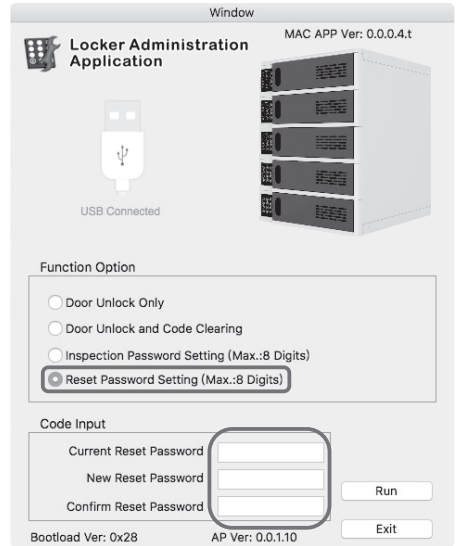 Window
Locker Administration
Application
MAC APP Ver: 0.0.0.4.t
USB Connected
Function Option
Door Unlock Only
Door Unlock and Code Clearing
Inspection Password Setting (Max.:8 Digits)
Reset Password Setting (Max.:8 Digits)
Code Input
Current Reset Password
New Reset Password
Confirm Reset Password
Run
Exit
Bootload Ver: 0x28
AP Ver: 0.0.1.10